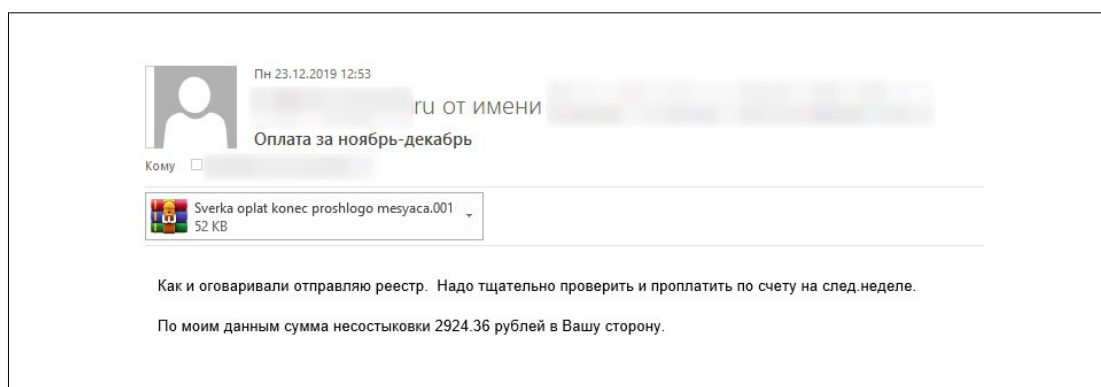 Пн 23.12.2019 12:53
ru от имени
Оплата за ноябрь-декабрь
Кому
Sverka oplat konec proshlogo mesyaca.001
52 KB
Как и оговаривали отправляю реестр. Надо тщательно проверить и проплатить по счету на след.неделе.
По моим данным сумма несостыковки 2924.36 рублей в Вашу сторону.